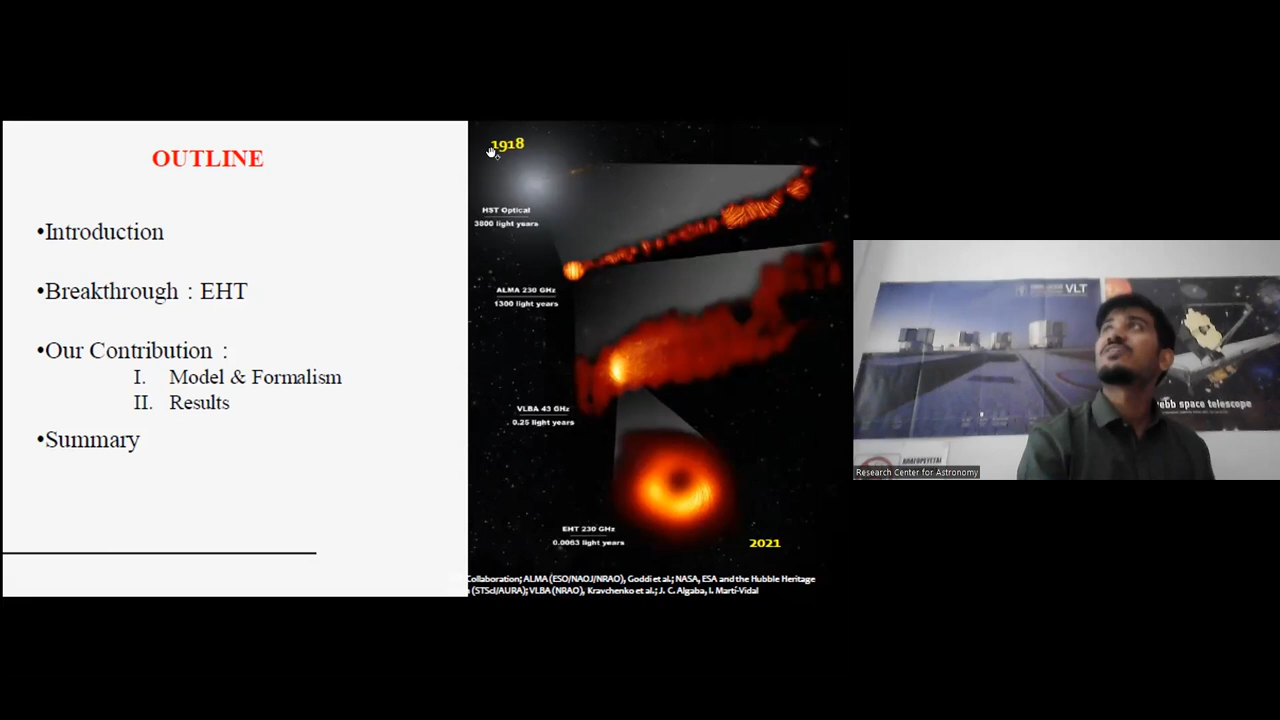 OUTLINE
•Introduction
•Breakthrough : EHT
•Our Contribution :
I. Model & Formalism
II. Results
•Summary
1918
HST Optical
3800 light years
ALMA 230 GHz
1300 light years
VLBA 43 GHz
0.25 light years
EHT 230 GHz
0.0063 light years
2021
Collaboration; ALMA (ESO/NAOJ/NRAO), Goddi et al.; NASA, ESA and the Hubble Heritage
(STScI/AURA); VLBA (NRAO), Kravchenko et al.; J. C. Algaba, I. Martí-Vidal
VLT
ebb space telescope
Research Center for Astronomy